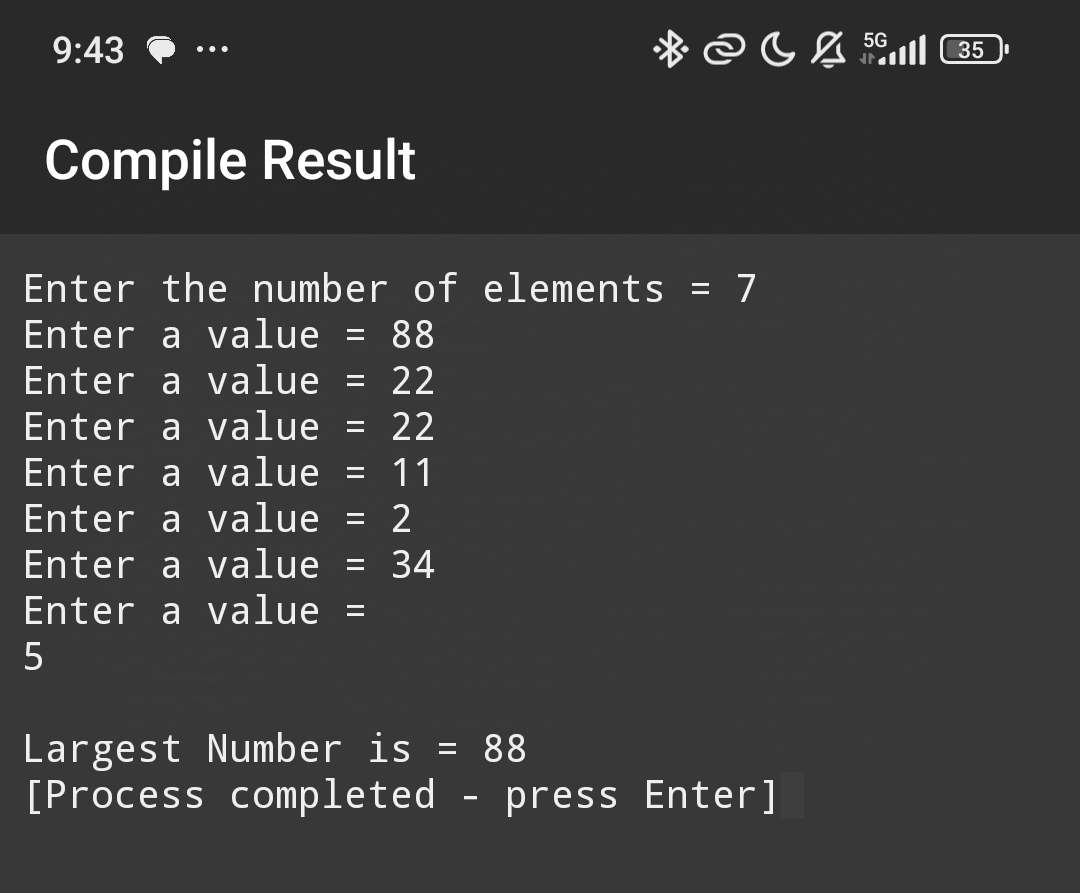 9:43 ...
5G 35
Compile Result
Enter the number of elements = 7
Enter a value = 88
Enter a value = 22
Enter a value = 22
Enter a value = 11
Enter a value = 2
Enter a value = 34
Enter a value =
5

Largest Number is = 88
[Process completed - press Enter]